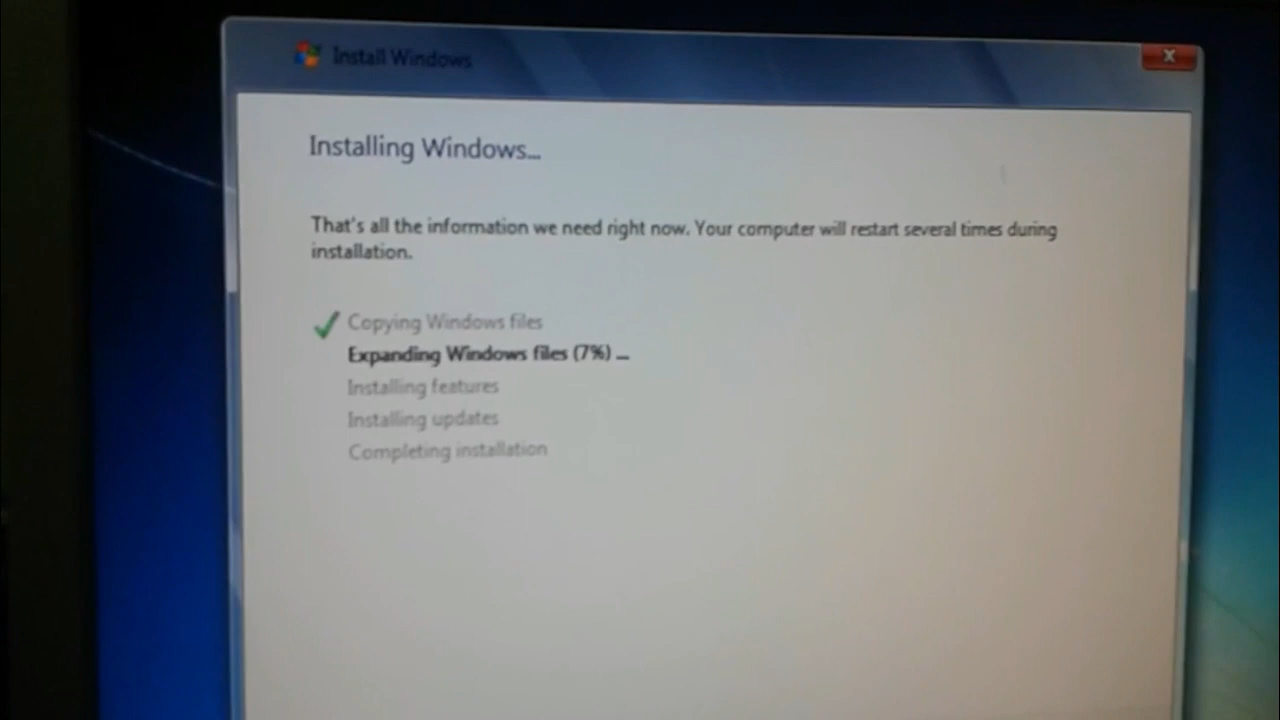 Install Windows
Installing Windows...
That's all the information we need right now. Your computer will restart several times during
installation.
Copying Windows files
Expanding Windows files (7%) ...
Installing features
Installing updates
Completing installation